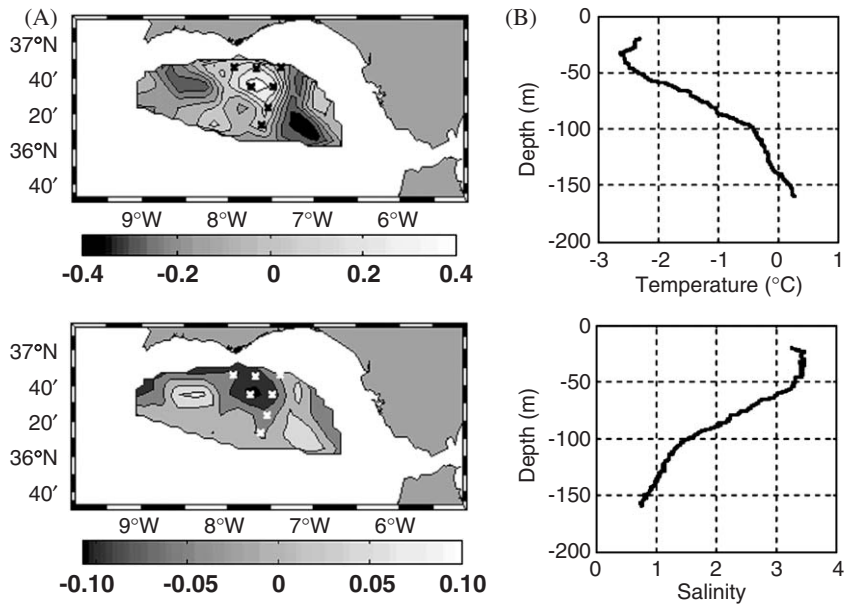 (A)
37°N
40′
20′
36°N
40′
9°W 8°W 7°W 6°W
-0.4 -0.2 0 0.2 0.4
37°N
40′
20′
36°N
40′
9°W 8°W 7°W 6°W
-0.10 -0.05 0 0.05 0.10
(B)
0
-50
-100
-150
-200
Depth (m)
-3 -2 -1 0 1
Temperature (°C)
0
-50
-100
-150
-200
Depth (m)
0 1 2 3 4
Salinity